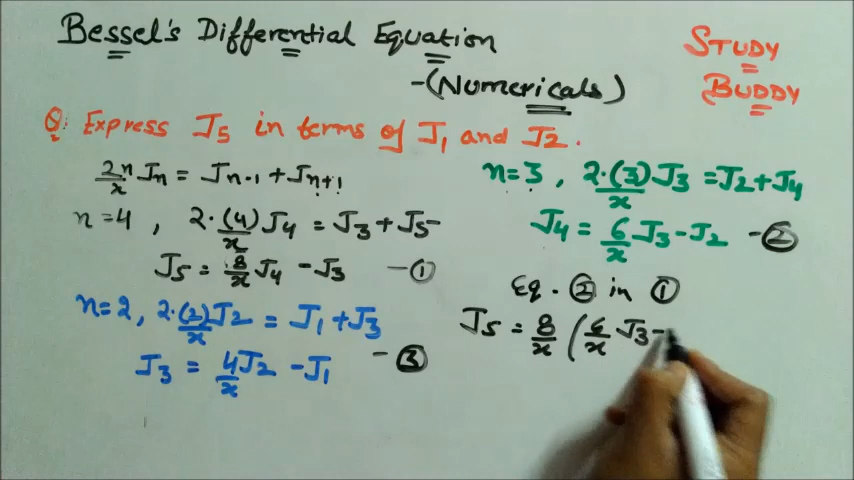 Bessel's Differential Equation
-(Numericals)
STUDY
BUDDY
Q: Express J5 in terms of J1 and J2.
2n/x Jn = Jn-1 + Jn+1
n=4, 2·(4)/x J4 = J3 + J5
J5 = 8/x J4 - J3 -①
n=2, 2·(2)/x J2 = J1 + J3
J3 = 4/x J2 - J1 -③
n=3, 2·(3)/x J3 = J2 + J4
J4 = 6/x J3 - J2 -②
Eq. ② in ①
J5 = 8/x (6/x J3 -